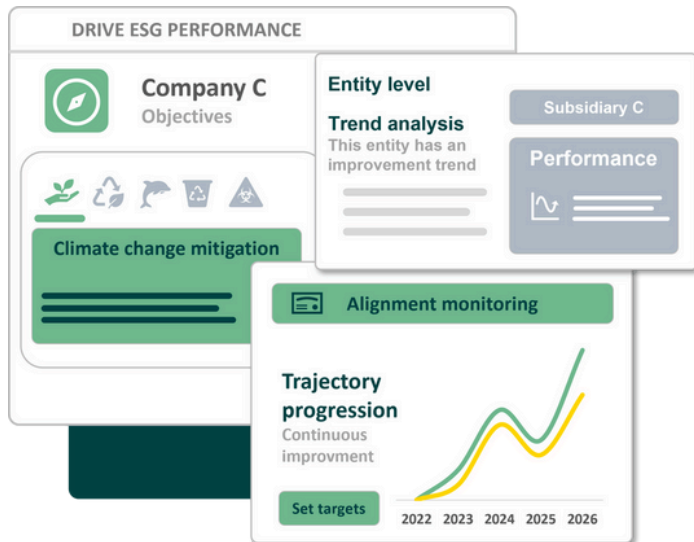 DRIVE ESG PERFORMANCE
Company C
Objectives
Climate change mitigation
Entity level
Trend analysis
This entity has an
improvement trend
Subsidiary C
Performance
Alignment monitoring
Trajectory
progression
Continuous
improvment
Set targets
2022 2023 2024 2025 2026